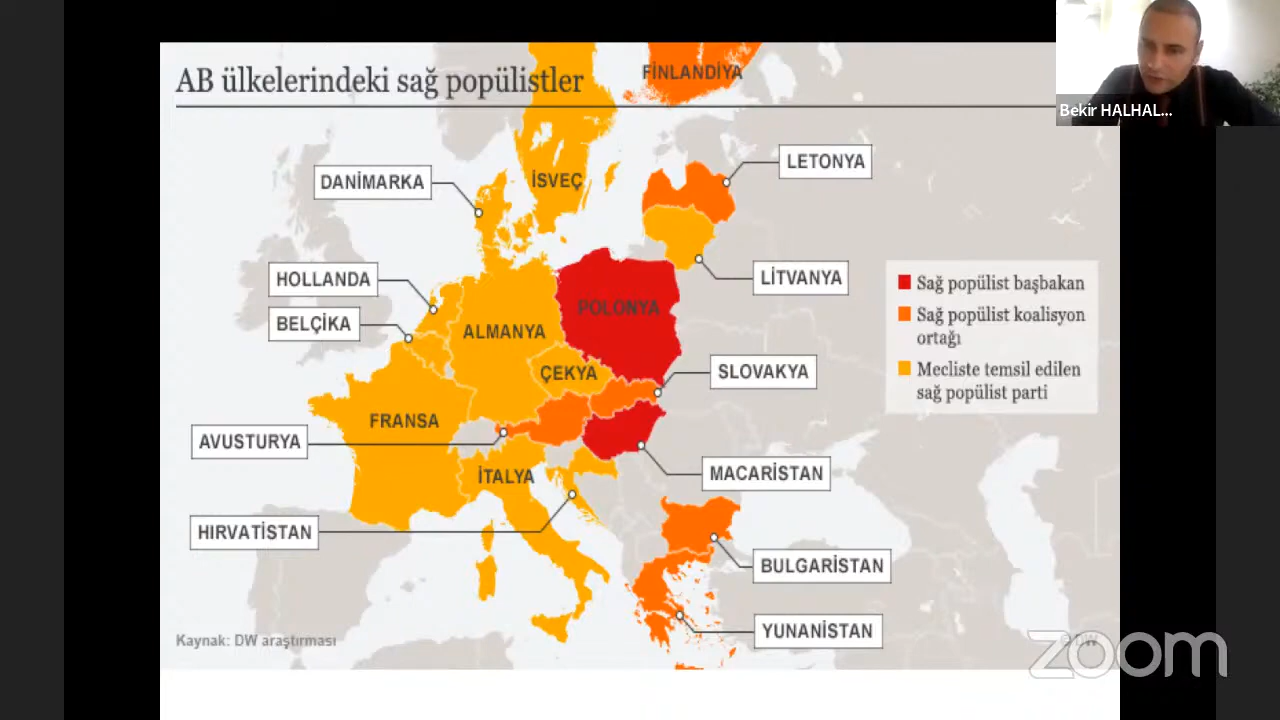 AB ülkelerindeki sağ popülistler
FİNLANDİYA
Bekir HALHAL...
LETONYA
DANİMARKA
İSVEÇ
HOLLANDA
LİTVANYA
BELÇİKA
POLONYA
ALMANYA
ÇEKYA
SLOVAKYA
FRANSA
AVUSTURYA
İTALYA
MACARİSTAN
HIRVATİSTAN
BULGARİSTAN
YUNANİSTAN
Sağ popülist başbakan
Sağ popülist koalisyon
ortağı
Mecliste temsil edilen
sağ popülist parti
Kaynak: DW araştırması
zoom